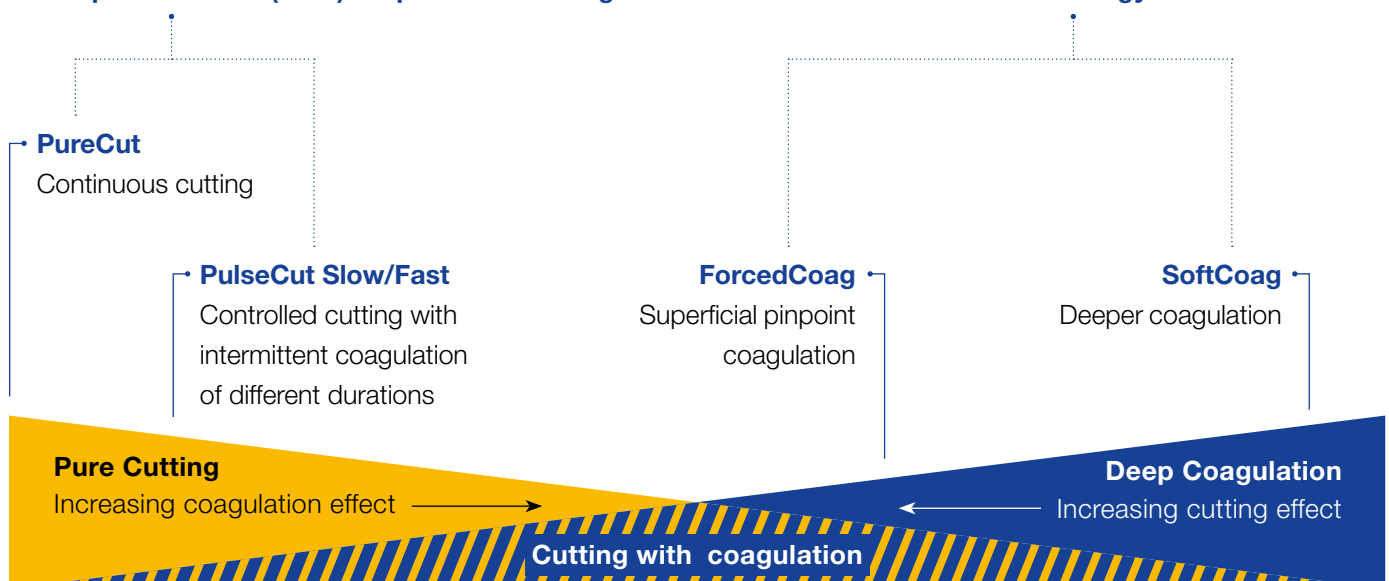 PureCut
Continuous cutting
PulseCut Slow/Fast
Controlled cutting with
intermittent coagulation
of different durations
ForcedCoag
Superficial pinpoint
coagulation
SoftCoag
Deeper coagulation
Pure Cutting
Increasing coagulation effect
Deep Coagulation
Increasing cutting effect
Cutting with coagulation